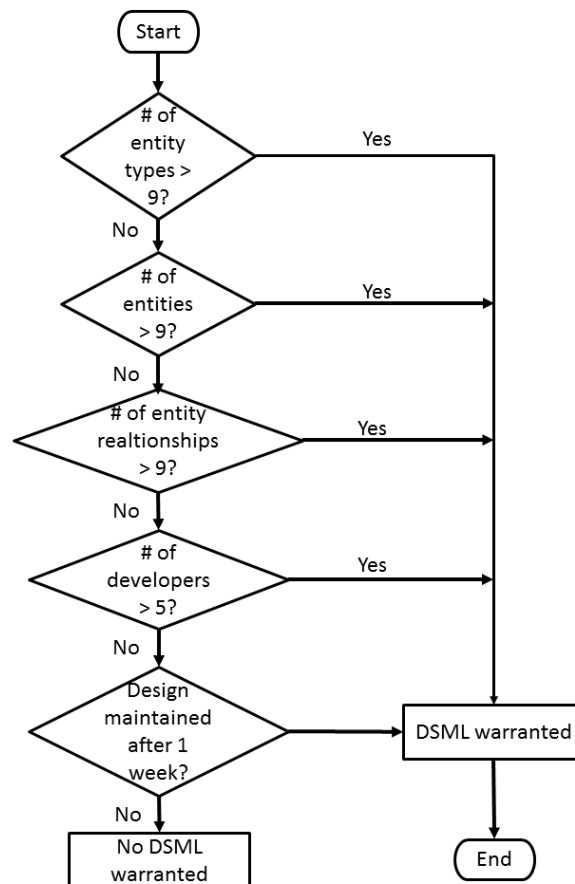 Start
# of
entity
types >
9?
Yes
No
# of
entities
> 9?
Yes
No
# of entity
realtionships
> 9?
Yes
No
# of
developers
> 5?
Yes
No
Design
maintained
after 1
week?
DSML warranted
No
No DSML
warranted
End